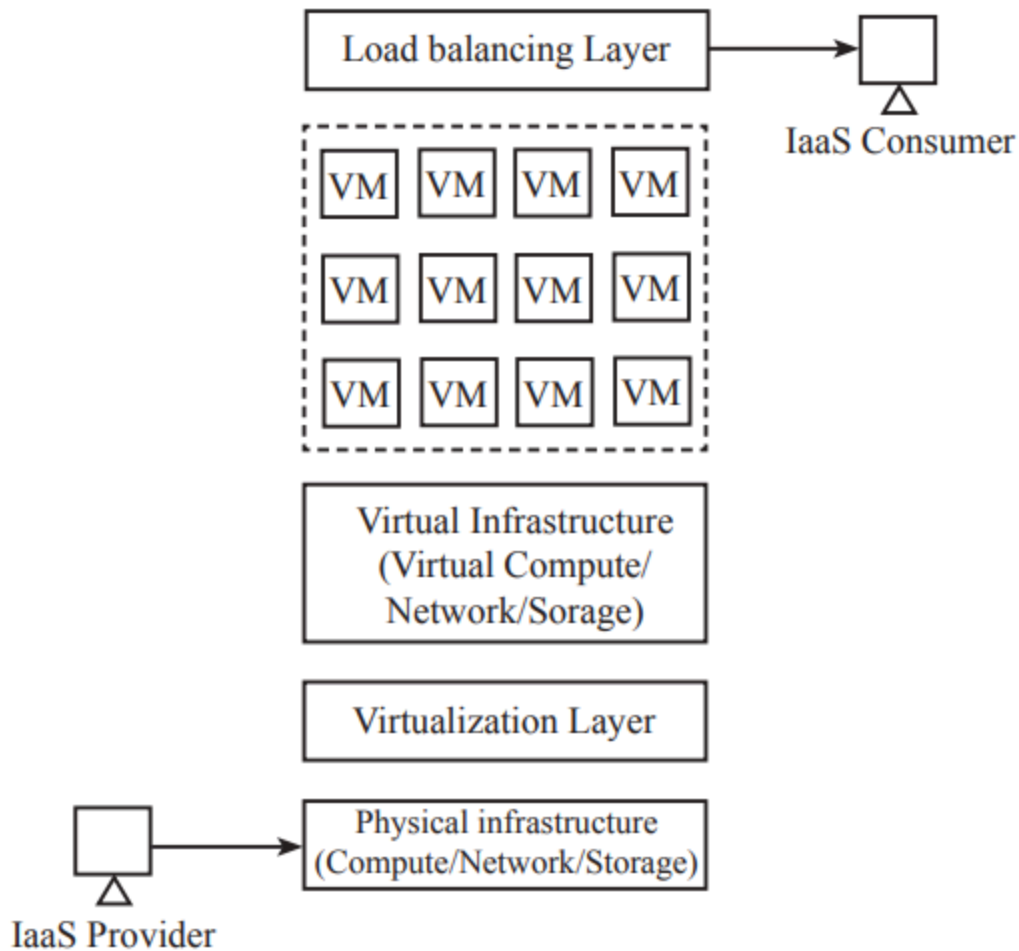 Load balancing Layer
IaaS Consumer
VM VM VM VM
VM VM VM VM
VM VM VM VM
Virtual Infrastructure
(Virtual Compute/
Network/Sorage)
Virtualization Layer
Physical infrastructure
(Compute/Network/Storage)
IaaS Provider